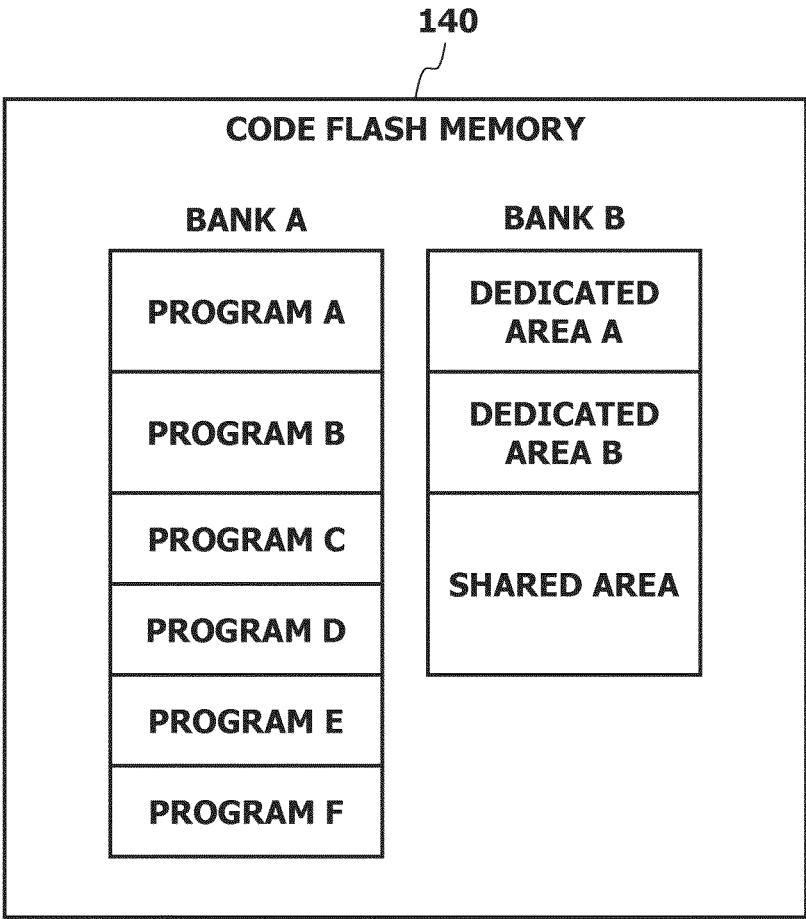 140
CODE FLASH MEMORY
BANK A
PROGRAM A
PROGRAM B
PROGRAM C
PROGRAM D
PROGRAM E
PROGRAM F
BANK B
DEDICATED
AREA A
DEDICATED
AREA B
SHARED AREA